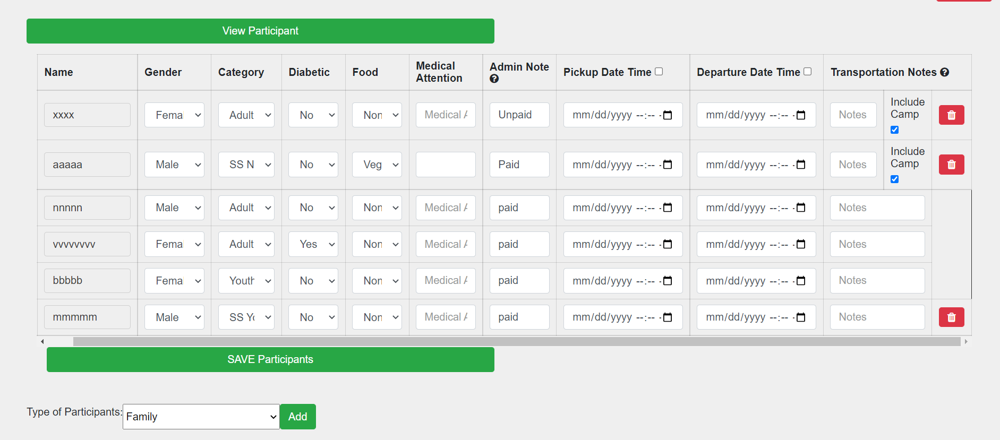 View Participant
Name Gender Category Diabetic Food Medical Attention Admin Note Pickup Date Time Departure Date Time Transportation Notes
xxxx Fema Adult No Non Medical A Unpaid mm/dd/yyyy --:-- - mm/dd/yyyy --:-- - Notes Include Camp
aaaaa Male SS N No Veg Paid mm/dd/yyyy --:-- - mm/dd/yyyy --:-- - Notes Include Camp
nnnnn Male Adult No Non Medical A paid mm/dd/yyyy --:-- - mm/dd/yyyy --:-- - Notes
vvvvvvvv Fema Adult Yes Non Medical A paid mm/dd/yyyy --:-- - mm/dd/yyyy --:-- - Notes
bbbbb Fema Youth No Non Medical A paid mm/dd/yyyy --:-- - mm/dd/yyyy --:-- - Notes
mmmmm Male SS Yo No Non Medical A paid mm/dd/yyyy --:-- - mm/dd/yyyy --:-- - Notes
SAVE Participants
Type of Participants: Family Add